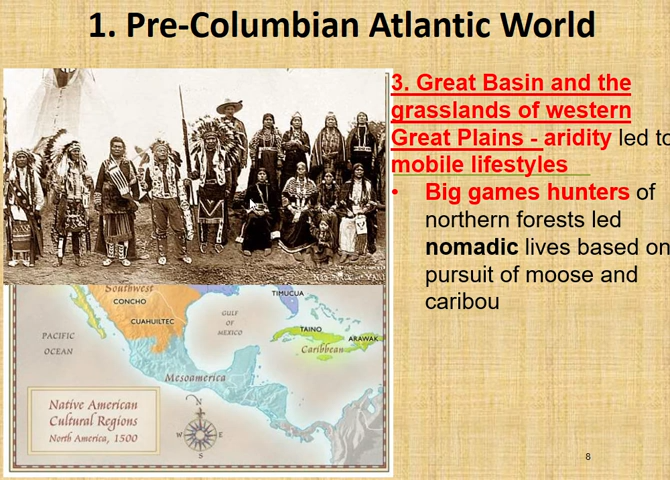 1. Pre-Columbian Atlantic World
3. Great Basin and the
grasslands of western
Great Plains - aridity led to
mobile lifestyles
• Big games hunters of
northern forests led
nomadic lives based on
pursuit of moose and
caribou
Southwest
CONCHO
CUAHUILTEC
TIMUCUA
GULF
OF
MEXICO
PACIFIC
OCEAN
TAINO
ARAWAK
Caribbean
Mesoamerica
Native American
Cultural Regions
North America, 1500
N
W E
S
8